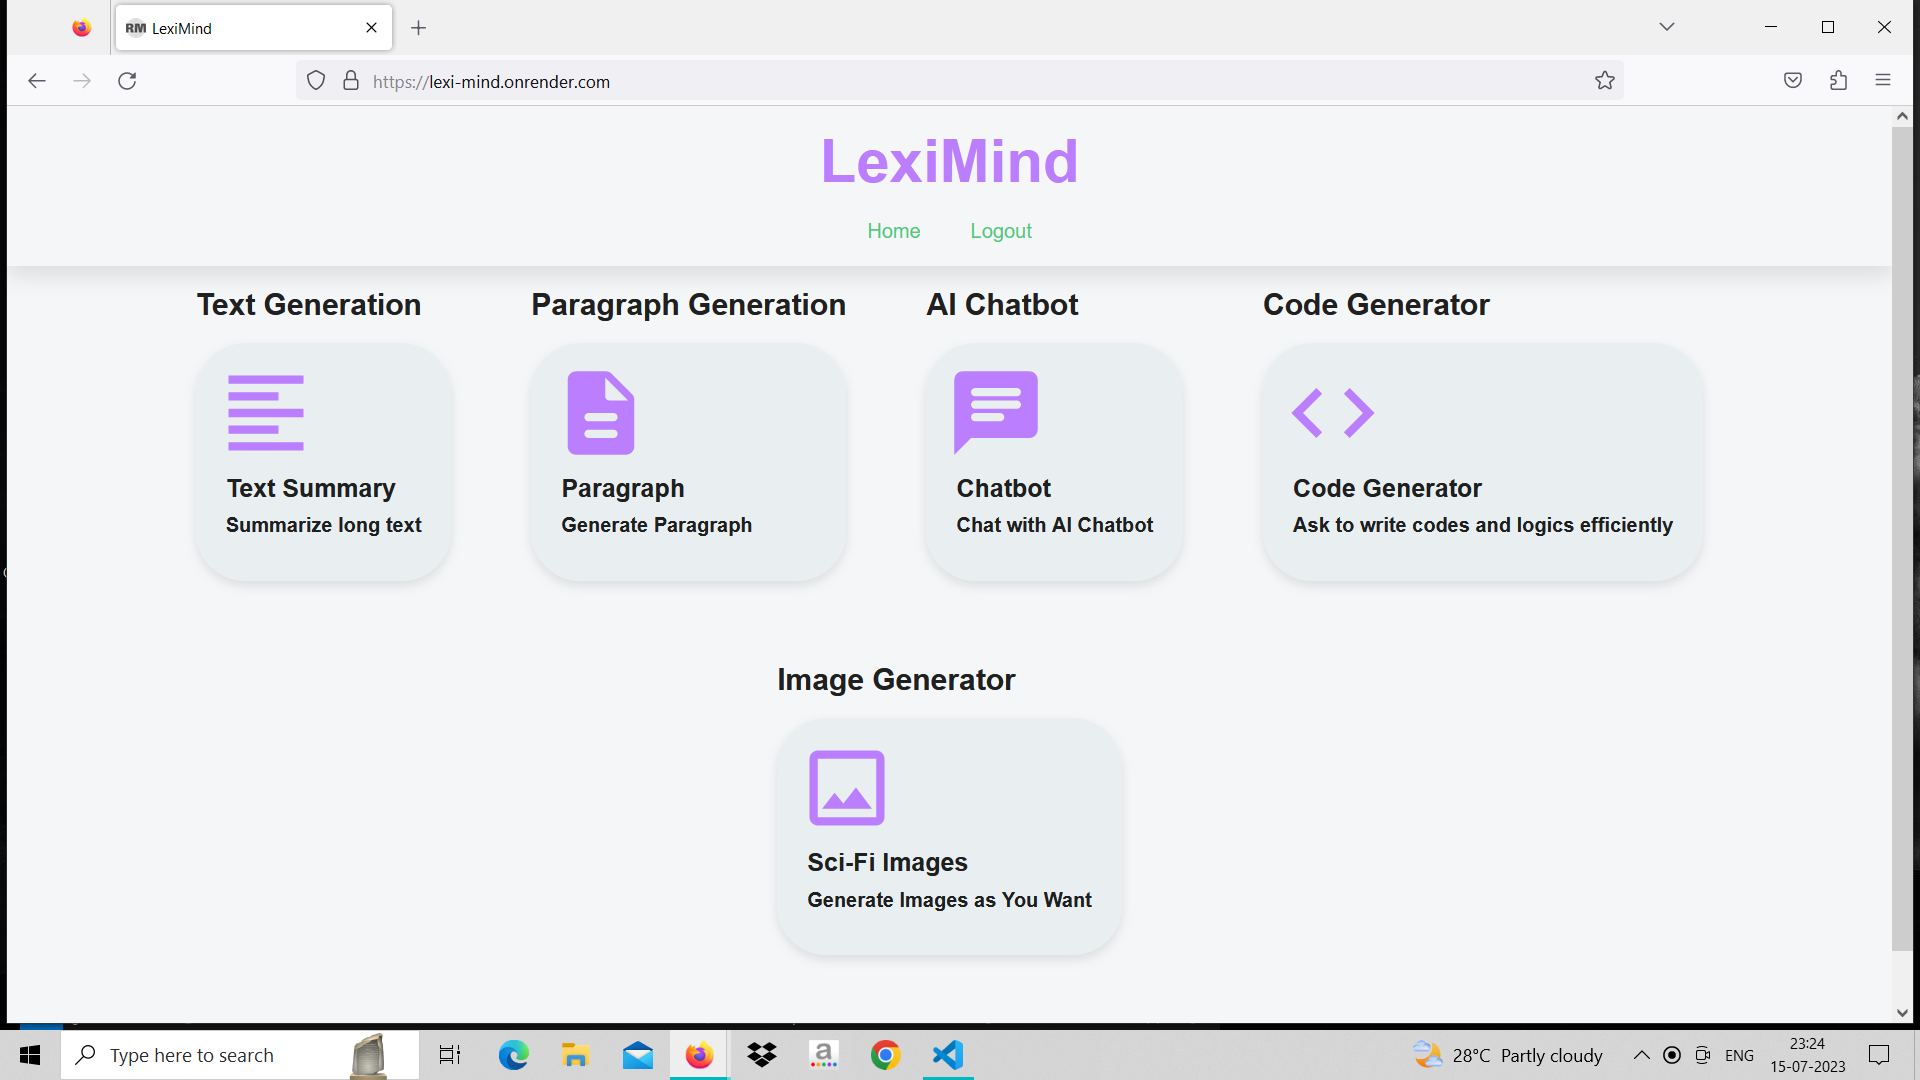 RM LexiMind
https://lexi-mind.onrender.com
LexiMind
Home Logout
Text Generation Paragraph Generation AI Chatbot Code Generator
Text Summary Paragraph Chatbot Code Generator
Summarize long text Generate Paragraph Chat with AI Chatbot Ask to write codes and logics efficiently
Image Generator
Sci-Fi Images
Generate Images as You Want
Type here to search a 28°C Partly cloudy ENG 23:24
15-07-2023